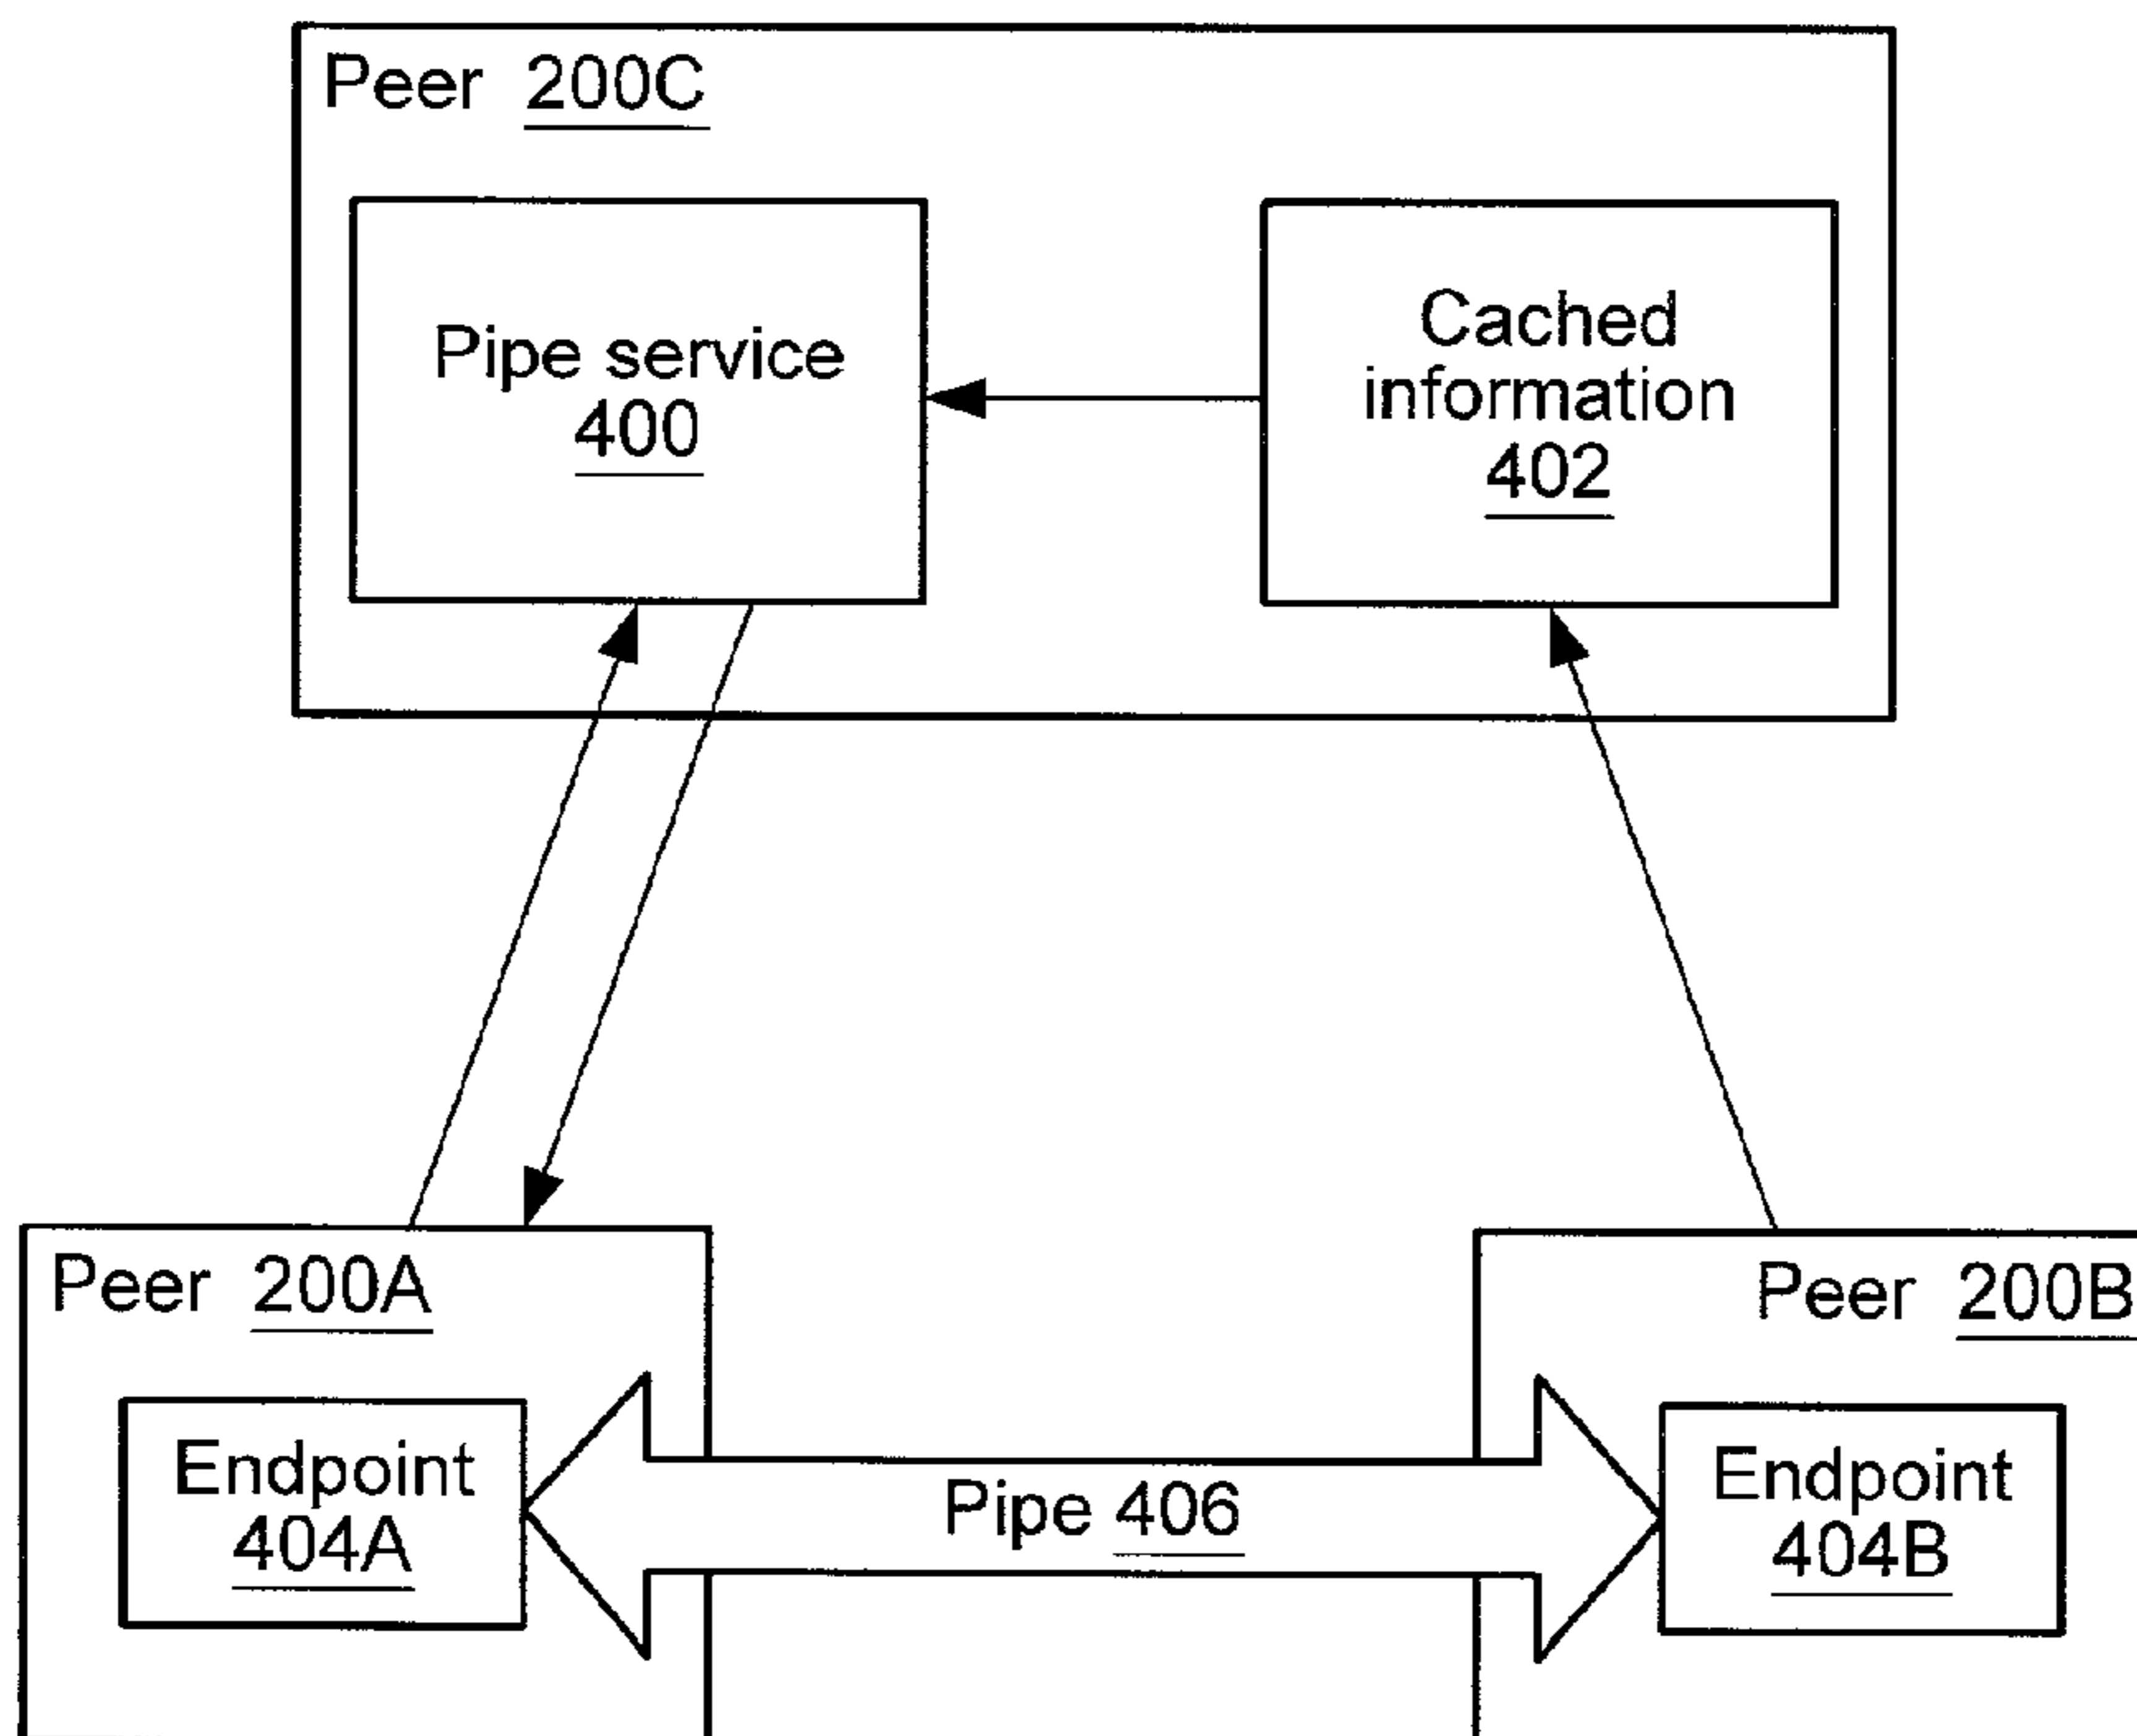 Peer 200C
Pipe service
400
Cached
information
402
Peer 200A
Peer 200B
Endpoint
404A
Pipe 406
Endpoint
404B